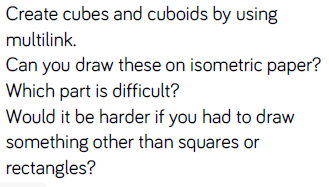 Create cubes and cuboids by using
multilink.
Can you draw these on isometric paper?
Which part is difficult?
Would it be harder if you had to draw
something other than squares or
rectangles?